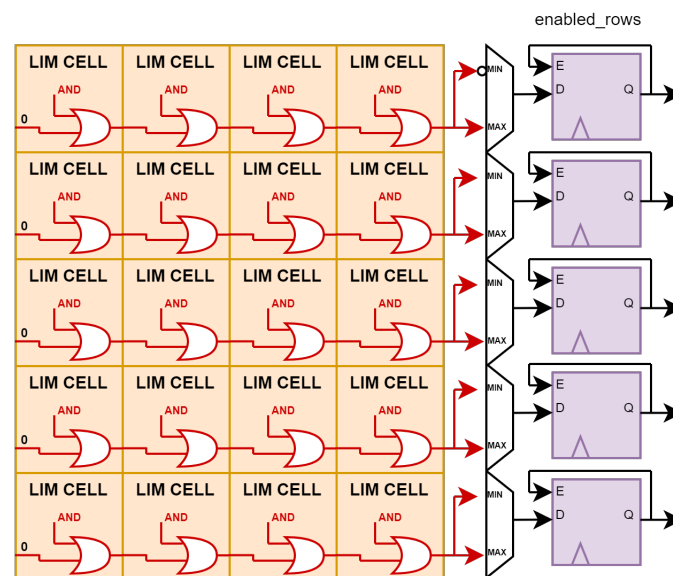 enabled_rows
LIM CELL LIM CELL LIM CELL LIM CELL
AND AND AND AND
MIN
E
D Q
0
MAX
LIM CELL LIM CELL LIM CELL LIM CELL
AND AND AND AND
MIN
E
D Q
0
MAX
LIM CELL LIM CELL LIM CELL LIM CELL
AND AND AND AND
MIN
E
D Q
0
MAX
LIM CELL LIM CELL LIM CELL LIM CELL
AND AND AND AND
MIN
E
D Q
0
MAX
LIM CELL LIM CELL LIM CELL LIM CELL
AND AND AND AND
MIN
E
D Q
0
MAX